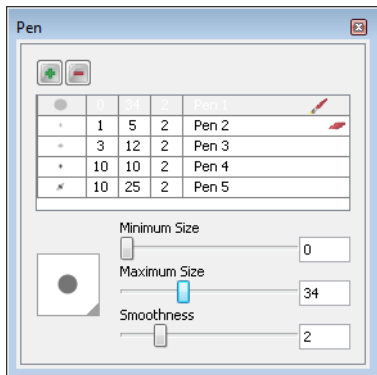 Pen
0 34 2 Pen 1
1 5 2 Pen 2
3 12 2 Pen 3
10 10 2 Pen 4
10 25 2 Pen 5
Minimum Size
0
Maximum Size
34
Smoothness
2